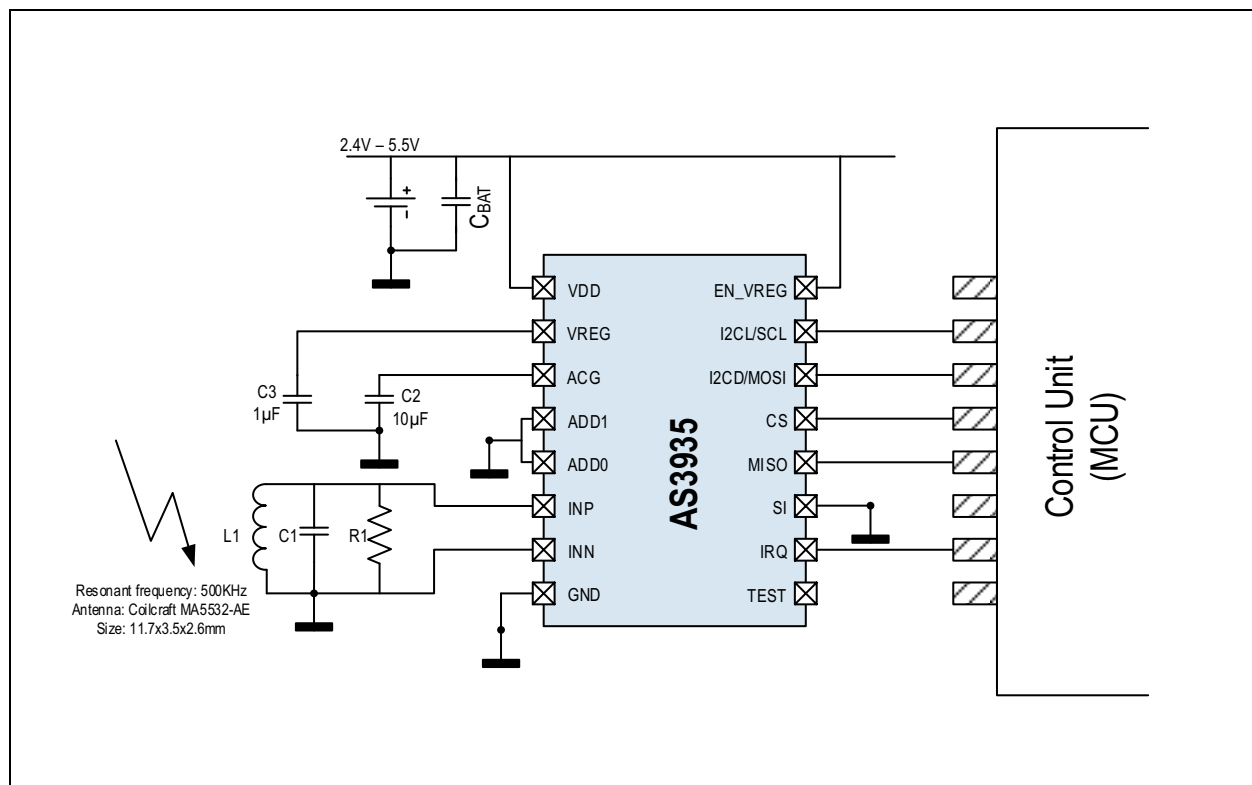 2.4V – 5.5V
+
–
CBAT
VDD
VREG
ACG
ADD1
ADD0
INP
INN
GND
AS3935
EN_VREG
I2CL/SCL
I2CD/MOSI
CS
MISO
SI
IRQ
TEST
Control Unit
(MCU)
C3
1µF
C2
10µF
L1
C1
R1
Resonant frequency: 500KHz
Antenna: Coilcraft MA5532-AE
Size: 11.7x3.5x2.6mm